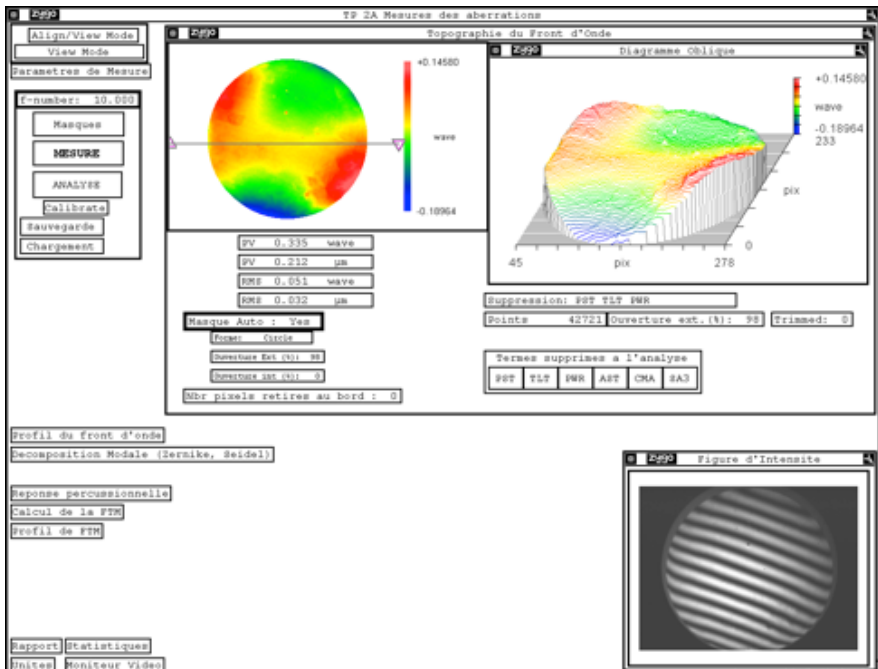 Zygo TP 2A Mesures des aberrations
Align/View Mode
View Mode
Parametres de Mesure
f-number: 10.000
Masques
MESURE
ANALYSE
Calibrate
Sauvegarde
Chargement
Zygo Topographie du Front d'Onde
+0.14580
wave
-0.18964
Zygo Diagramme Oblique
+0.14580
wave
-0.18964
233
pix
0
45
pix
278
PV 0.335 wave
PV 0.212 µm
RMS 0.051 wave
RMS 0.032 µm
Masque Auto : Yes
Forme: Circle
Ouverture Ext (%): 98
Ouverture int (%): 0
Nbr pixels retires au bord : 0
Suppression: PST TLT PWR
Points 42721 Ouverture ext.(%): 98 Trimmed: 0
Termes supprimes a l'analyse
PST TLT PWR AST CMA SA3
Profil du front d'onde
Decomposition Modale (Zernike, Seidel)
Reponse percussionnelle
Calcul de la FTM
Profil de FTM
Zygo Figure d'Intensite
Rapport Statistiques
Unites Moniteur Video